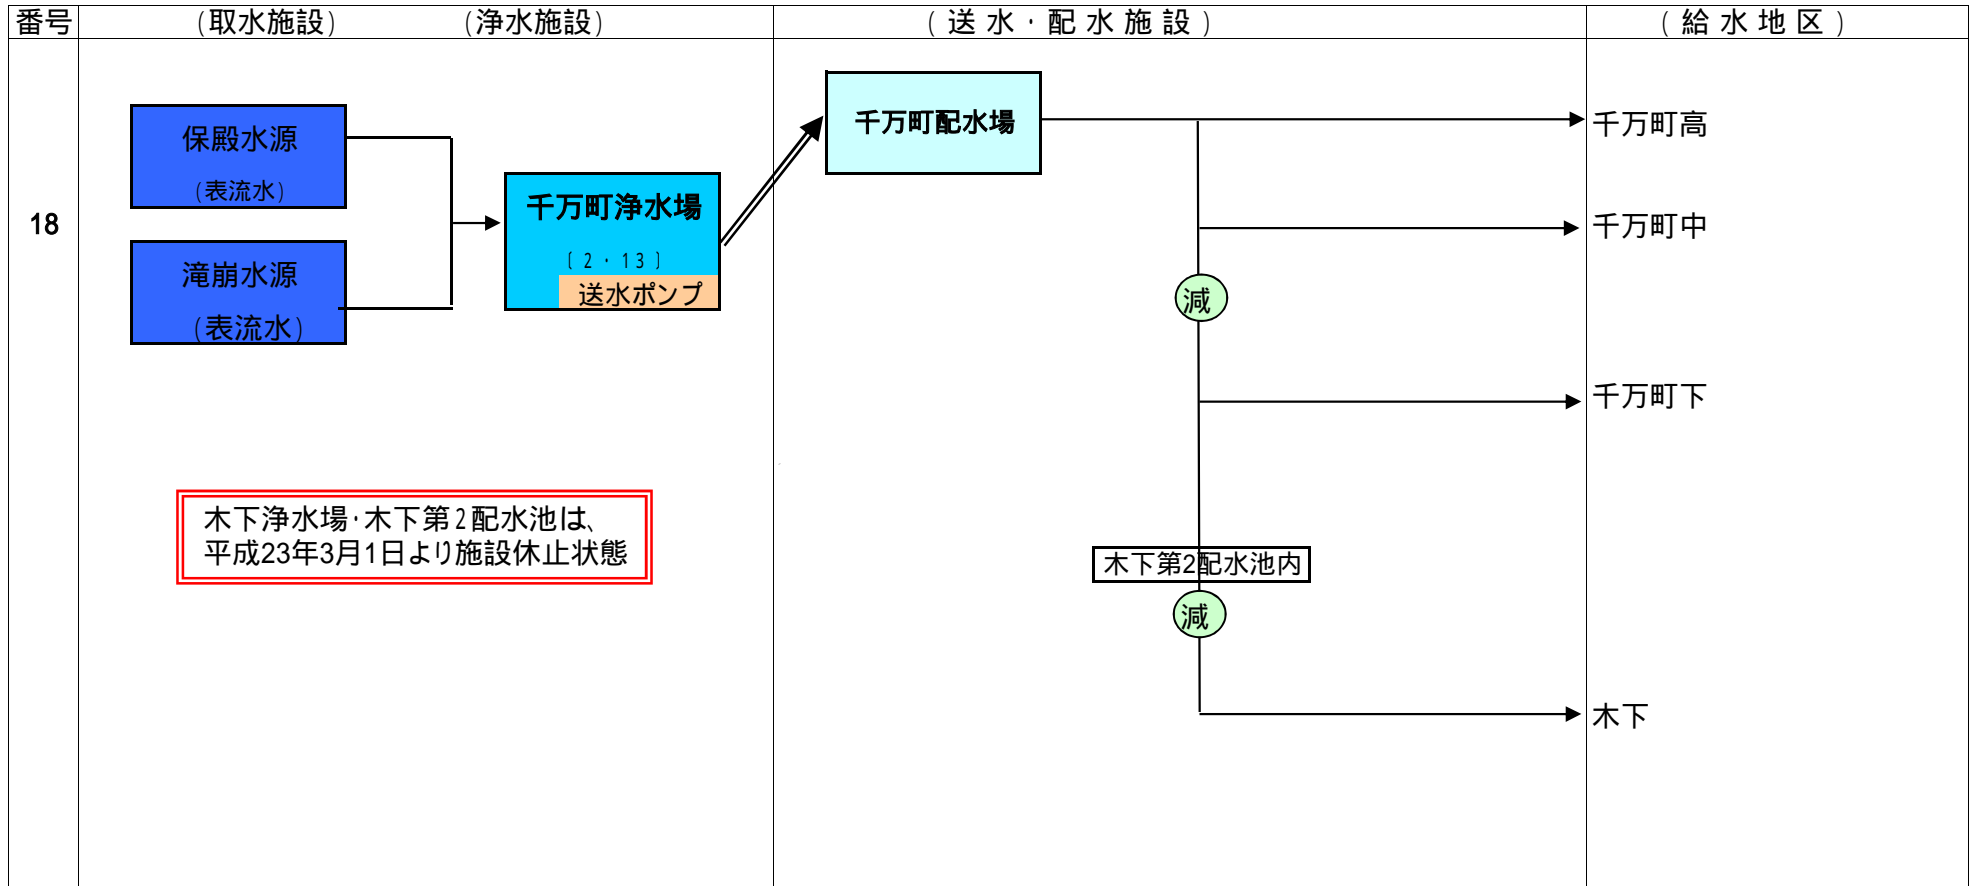 番号
(取水施設)
(浄水施設)
(送水・配水施設)
(給水地区)
18
保殿水源
(表流水)
滝崩水源
(表流水)
千万町浄水場
〔2・13〕
送水ポンプ
千万町配水場
減
木下第2配水池内
減
千万町高
千万町中
千万町下
木下
木下浄水場・木下第2配水池は、
平成23年3月1日より施設休止状態